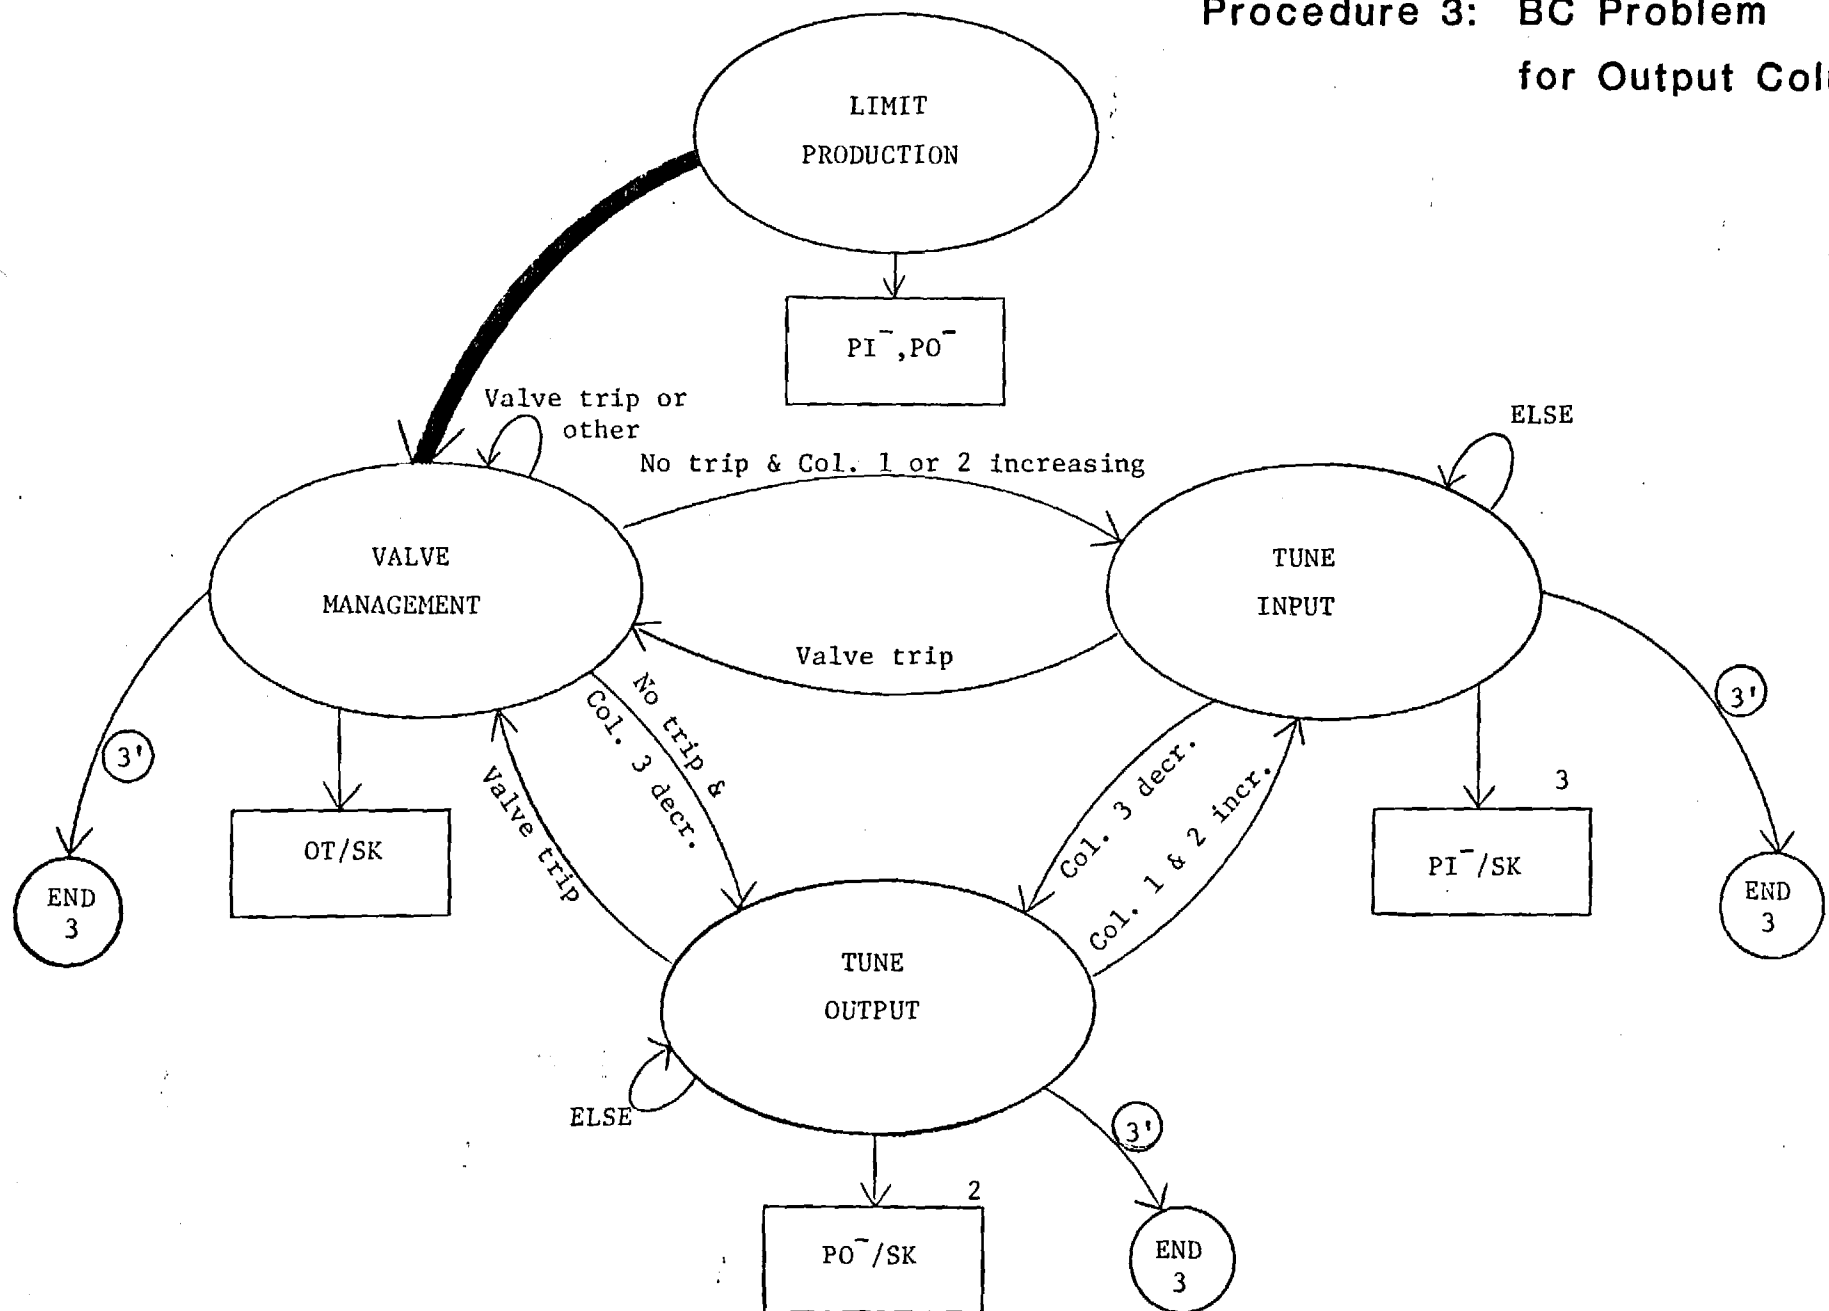 Procedure 3: BC Problem
for Output
LIMIT
PRODUCTION
PI⁻,PO⁻
Valve trip or
other
No trip & Col. 1 or 2 increasing
ELSE
VALVE
MANAGEMENT
TUNE
INPUT
Valve trip
No trip &
Col. 3 decr.
Valve trip
Col. 3 decr.
Col. 1 & 2 incr.
3'
3'
OT/SK
3
PI⁻/SK
END
3
END
3
TUNE
OUTPUT
ELSE
3'
2
PO⁻/SK
END
3